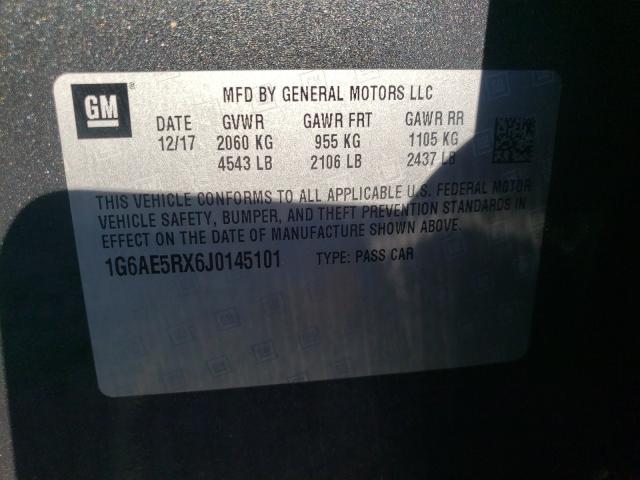 GM ®
MFD BY GENERAL MOTORS LLC
DATE GVWR GAWR FRT GAWR RR
12/17 2060 KG 955 KG 1105 KG
4543 LB 2106 LB 2437 LB
THIS VEHICLE CONFORMS TO ALL APPLICABLE U.S. FEDERAL MOTOR
VEHICLE SAFETY, BUMPER, AND THEFT PREVENTION STANDARDS IN
EFFECT ON THE DATE OF MANUFACTURE SHOWN ABOVE.
1G6AE5RX6J0145101 TYPE: PASS CAR